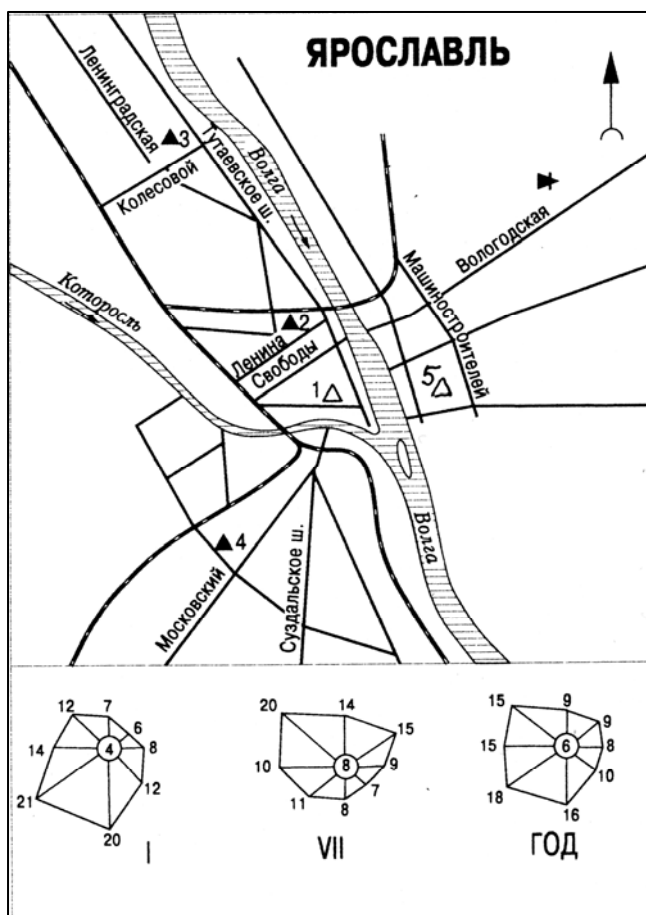 ЯРОСЛАВЛЬ
Ленинградская
3
Тутаевское ш.
Колесовой
Волга
Вологодская
Которосль
Машиностроителей
2
Ленина
Свободы
1
5
4
Московский
Суздальское ш.
Волга
12 7 6 8 12 20 21 14 4
I
20 14 15 9 7 8 11 10 8
VII
15 9 9 8 10 16 18 15 6
ГОД